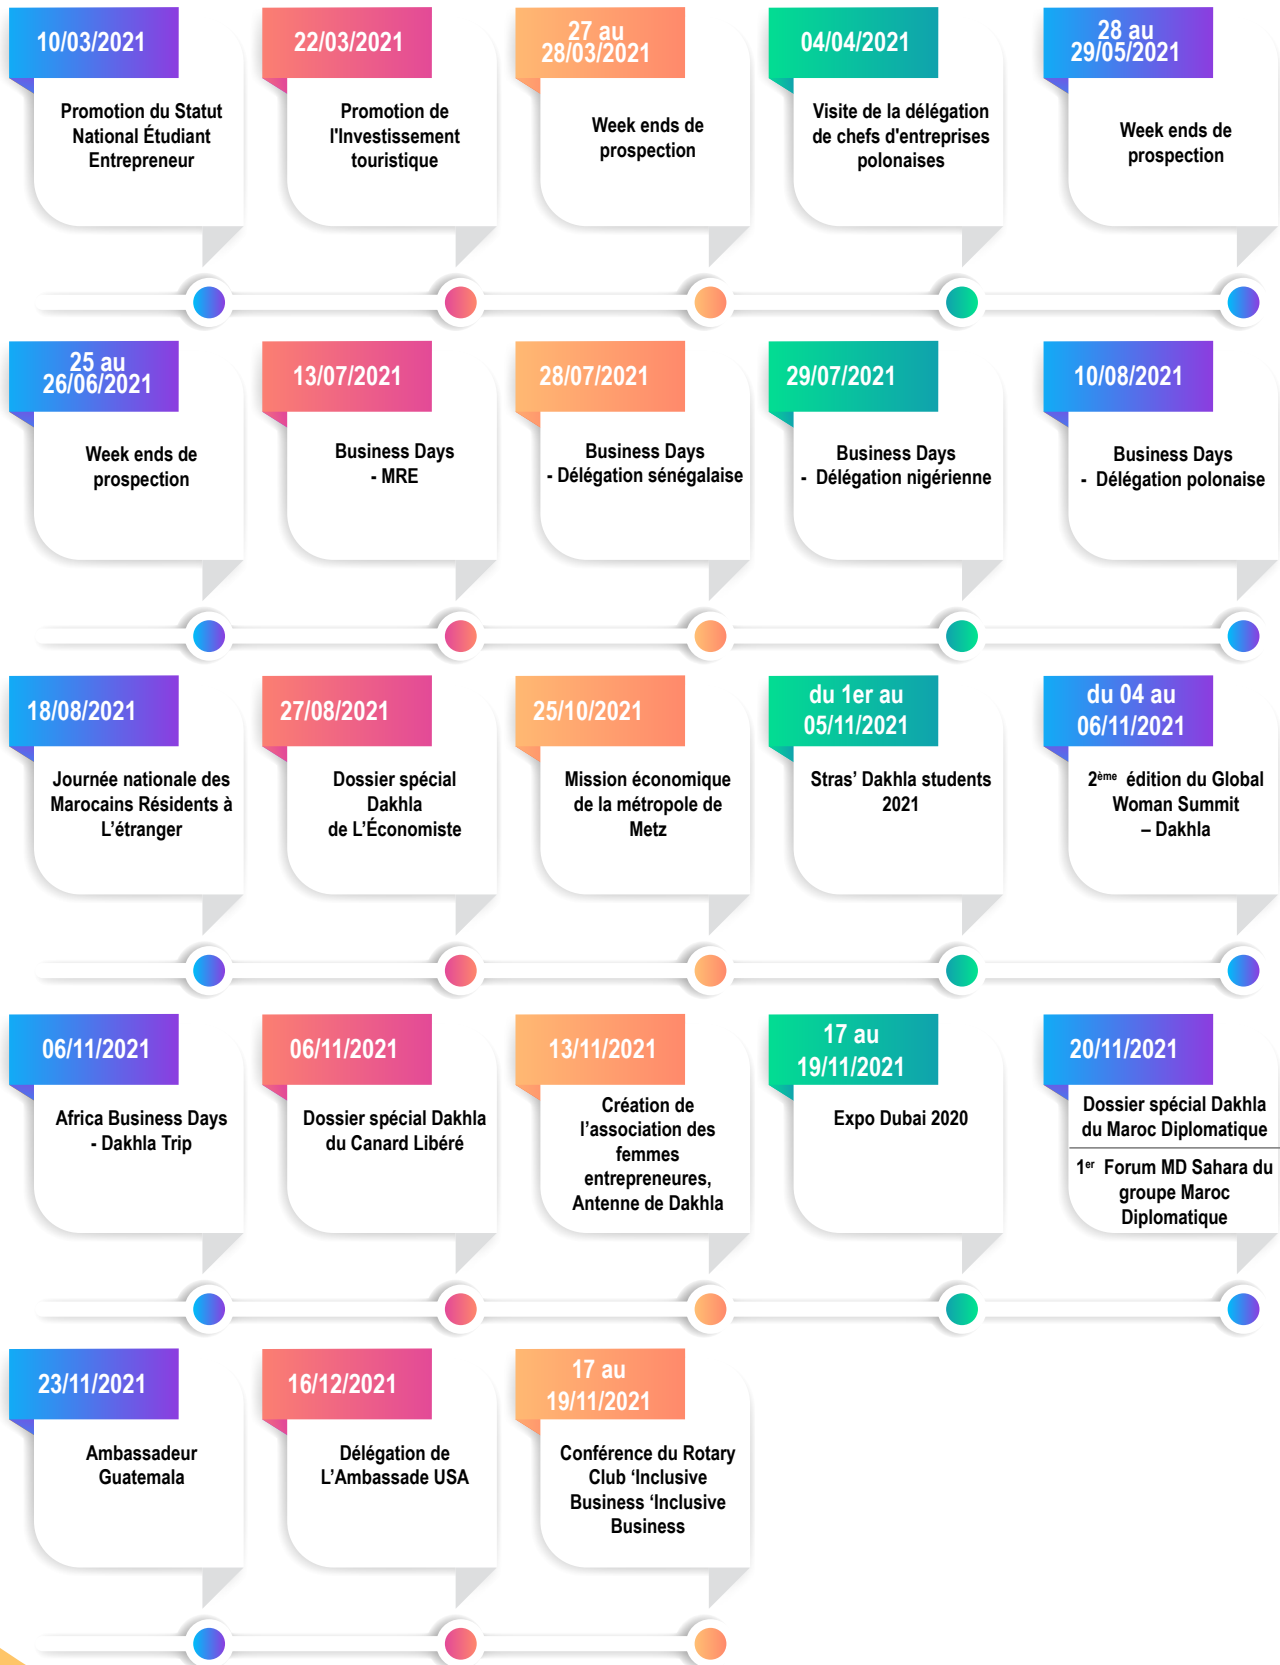 10/03/2021
Promotion du Statut
National Étudiant
Entrepreneur
22/03/2021
Promotion de
l'Investissement
touristique
27 au
28/03/2021
Week ends de
prospection
04/04/2021
Visite de la délégation
de chefs d'entreprises
polonaises
28 au
29/05/2021
Week ends de
prospection
25 au
26/06/2021
Week ends de
prospection
13/07/2021
Business Days
- MRE
28/07/2021
Business Days
- Délégation sénégalaise
29/07/2021
Business Days
- Délégation nigérienne
10/08/2021
Business Days
- Délégation polonaise
18/08/2021
Journée nationale des
Marocains Résidents à
L’étranger
27/08/2021
Dossier spécial
Dakhla
de L’Économiste
25/10/2021
Mission économique
de la métropole de
Metz
du 1er au
05/11/2021
Stras’ Dakhla students
2021
du 04 au
06/11/2021
2ème édition du Global
Woman Summit
– Dakhla
06/11/2021
Africa Business Days
- Dakhla Trip
06/11/2021
Dossier spécial Dakhla
du Canard Libéré
13/11/2021
Création de
l’association des
femmes
entrepreneures,
Antenne de Dakhla
17 au
19/11/2021
Expo Dubai 2020
20/11/2021
Dossier spécial Dakhla
du Maroc Diplomatique
1er Forum MD Sahara du
groupe Maroc
Diplomatique
23/11/2021
Ambassadeur
Guatemala
16/12/2021
Délégation de
L’Ambassade USA
17 au
19/11/2021
Conférence du Rotary
Club ‘Inclusive
Business ‘Inclusive
Business